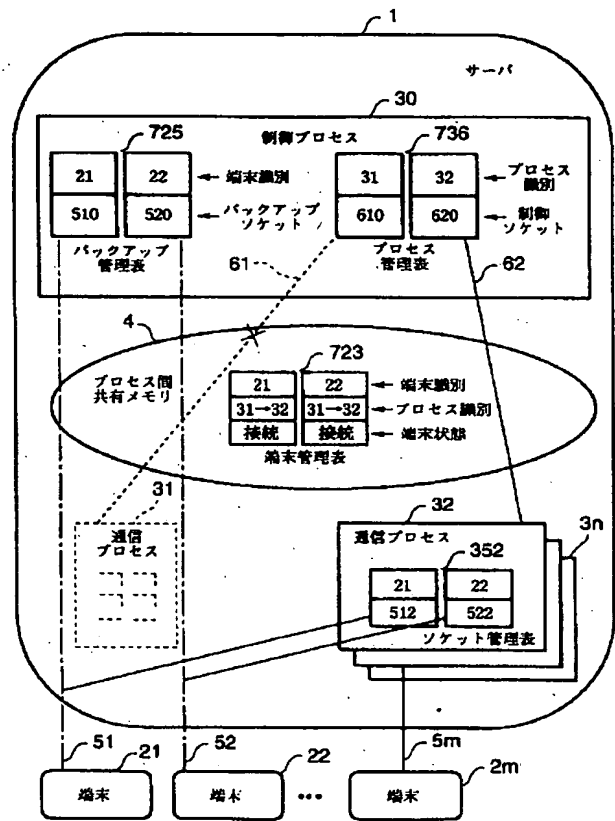 1
サーバ
30
制御プロセス
725
21 22
端末識別
510 520
バックアップ
ソケット
バックアップ
管理表
736
31 32
プロセス
識別
610 620
制御
ソケット
プロセス
管理表
61
62
4
プロセス間
共有メモリ
723
21 22
端末識別
31→32 31→32
プロセス識別
接続 接続
端末状態
端末管理表
31
通信
プロセス
32
3n
通信プロセス
352
21 22
512 522
ソケット管理表
51
21
52
22
5m
2m
端末
端末
•••
端末